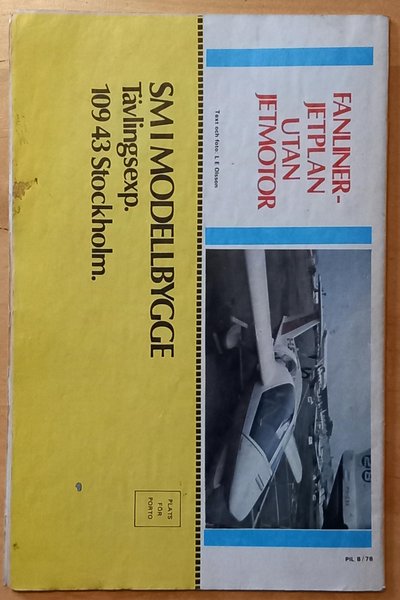 FANLINER-
JETPLAN
UTAN
JETMOTOR
Text och foto: L E Olsson
PIL 8/78
SM I MODELLBYGGE
Tävlingsexp.
109 43 Stockholm.
PLATS
FÖR
PORTO